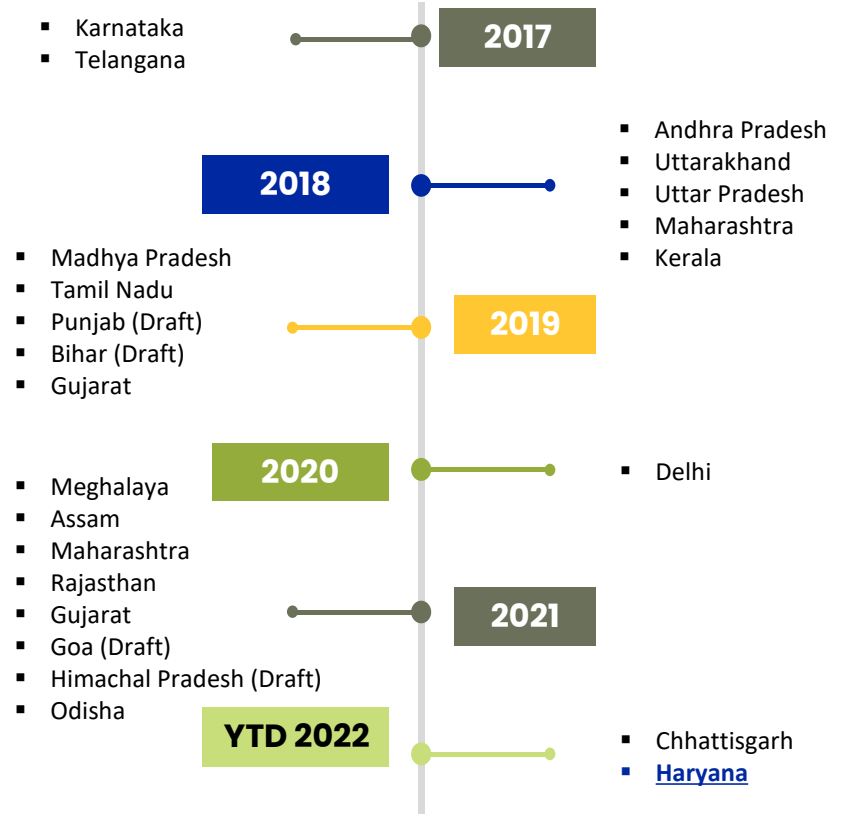 2017
▪ Karnataka
▪ Telangana
2018
▪ Andhra Pradesh
▪ Uttarakhand
▪ Uttar Pradesh
▪ Maharashtra
▪ Kerala
2019
▪ Madhya Pradesh
▪ Tamil Nadu
▪ Punjab (Draft)
▪ Bihar (Draft)
▪ Gujarat
2020
▪ Delhi
2021
▪ Meghalaya
▪ Assam
▪ Maharashtra
▪ Rajasthan
▪ Gujarat
▪ Goa (Draft)
▪ Himachal Pradesh (Draft)
▪ Odisha
YTD 2022
▪ Chhattisgarh
▪ Haryana